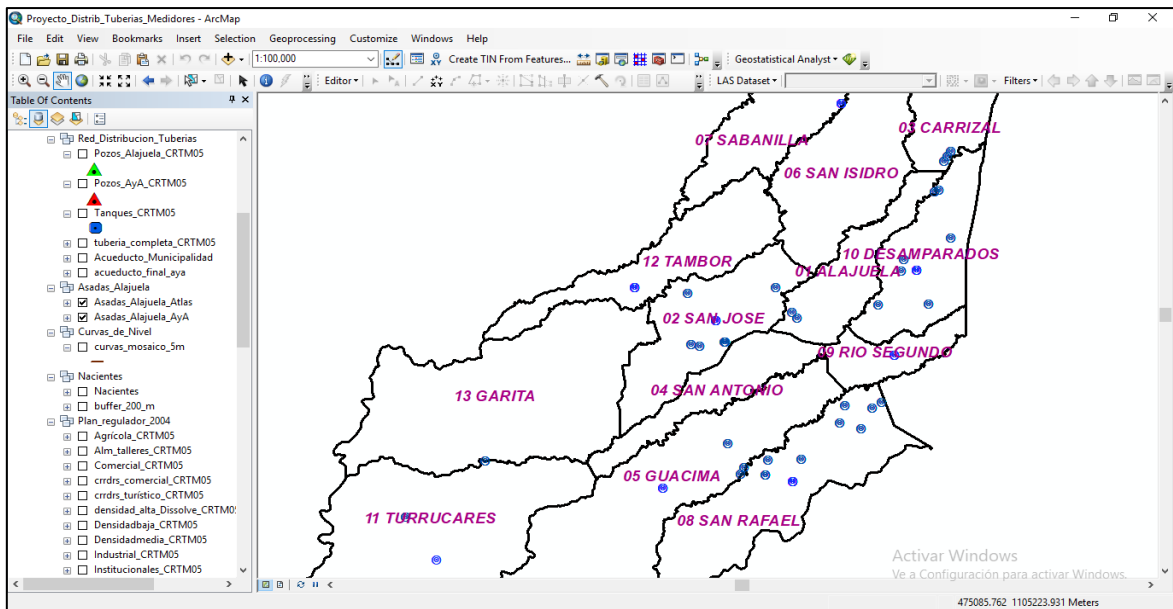 Proyecto_Distrib_Tuberias_Medidores - ArcMap
File Edit View Bookmarks Insert Selection Geoprocessing Customize Windows Help
1:100,000 Create TIN From Features... Geostatistical Analyst
Editor LAS Dataset Filters
Table Of Contents
Red_Distribucion_Tuberias
Pozos_Alajuela_CRTM05
Pozos_AyA_CRTM05
Tanques_CRTM05
tuberia_completa_CRTM05
Acueducto_Municipalidad
acueducto_final_aya
Asadas_Alajuela
Asadas_Alajuela_Atlas
Asadas_Alajuela_AyA
Curvas_de_Nivel
curvas_mosaico_5m
Nacientes
Nacientes
buffer_200_m
Plan_regulador_2004
Agrícola_CRTM05
Alm_talleres_CRTM05
Comercial_CRTM05
crrdrs_comercial_CRTM05
crrdrs_turístico_CRTM05
densidad_alta_Dissolve_CRTM0
Densidadbaja_CRTM05
Densidadmedia_CRTM05
Industrial_CRTM05
Institucionales_CRTM05
03 CARRIZAL
07 SABANILLA
06 SAN ISIDRO
10 DESAMPARADOS
12 TAMBOR
01 ALAJUELA
02 SAN JOSE
09 RIO SEGUNDO
04 SAN ANTONIO
13 GARITA
05 GUACIMA
11 TURRUCARES
08 SAN RAFAEL
Activar Windows
Ve a Configuración para activar Windows.
475085.762 1105223.931 Meters